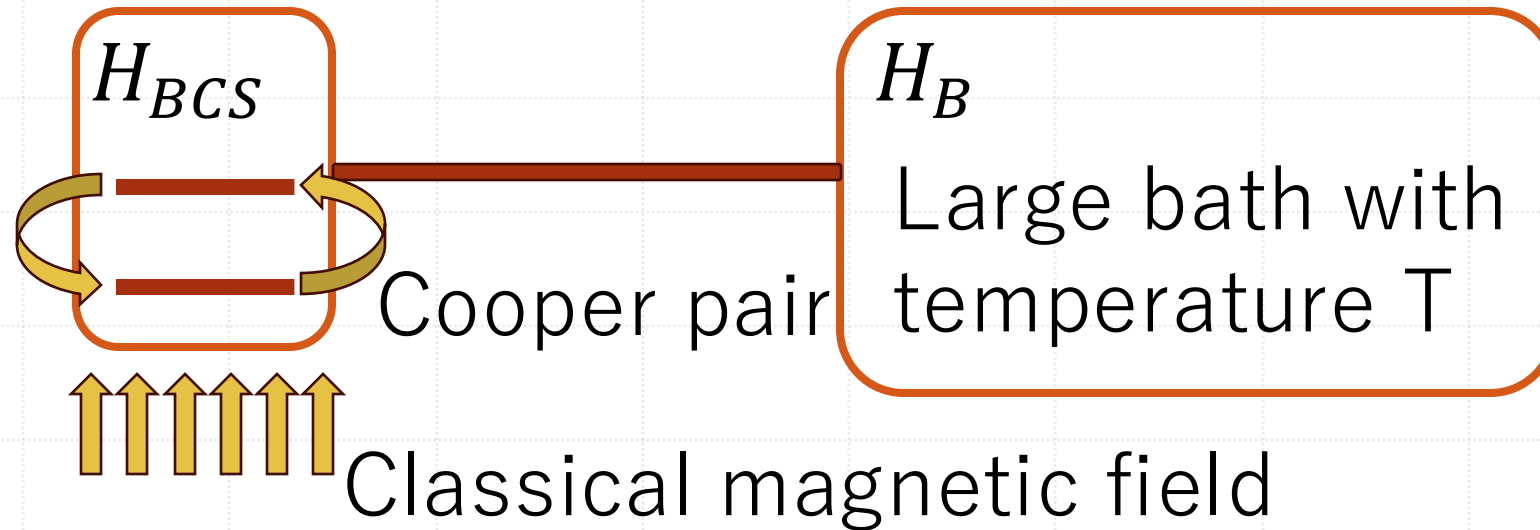 H_BCS
H_B
Large bath with
temperature T
Cooper pair
Classical magnetic field